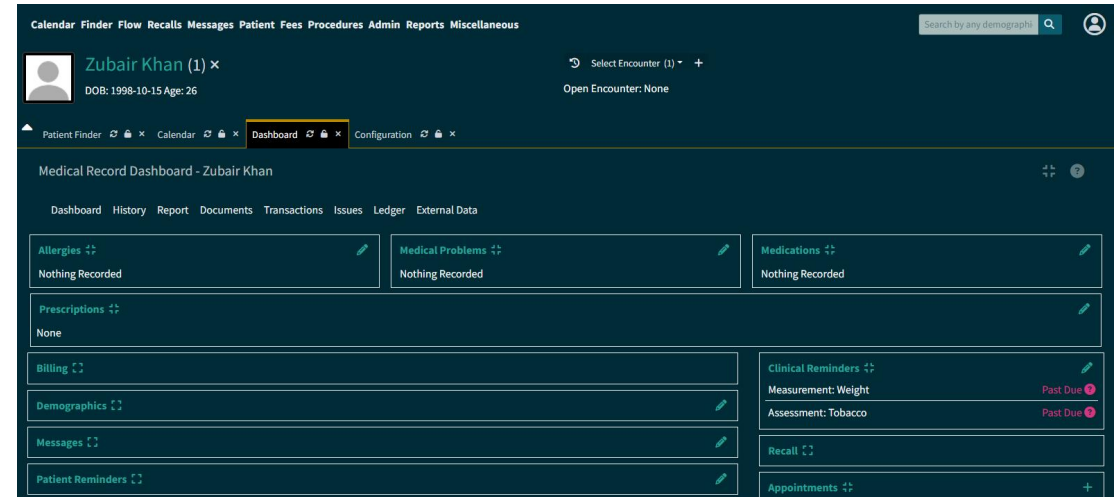 Calendar Finder Flow Recalls Messages Patient Fees Procedures Admin Reports Miscellaneous
Search by any demographi
Zubair Khan (1) ×
DOB: 1998-10-15 Age: 26
Select Encounter (1) +
Open Encounter: None
Patient Finder × Calendar × Dashboard × Configuration ×
Medical Record Dashboard - Zubair Khan
?
Dashboard History Report Documents Transactions Issues Ledger External Data
Allergies
Nothing Recorded
Medical Problems
Nothing Recorded
Medications
Nothing Recorded
Prescriptions
None
Billing
Demographics
Messages
Patient Reminders
Clinical Reminders
Measurement: Weight Past Due ?
Assessment: Tobacco Past Due ?
Recall
Appointments +